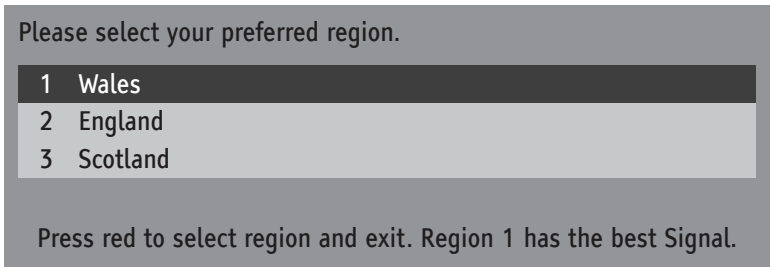 Please select your preferred region.
1 Wales
2 England
3 Scotland
Press red to select region and exit. Region 1 has the best Signal.